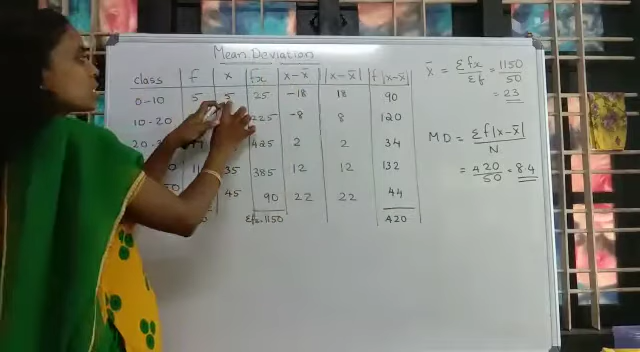 Mean Deviation
class f x fx x-x̄ |x-x̄| f|x-x̄|
0-10 5 5 25 -18 18 90
10-20 225 -8 8 120
20- 425 2 2 34
35 385 12 12 132
45 90 22 22 44
Σfx=1150 420
x̄ = Σfx/Σf = 1150/50
= 23
MD = Σf|x-x̄|/N
= 420/50 = 8.4